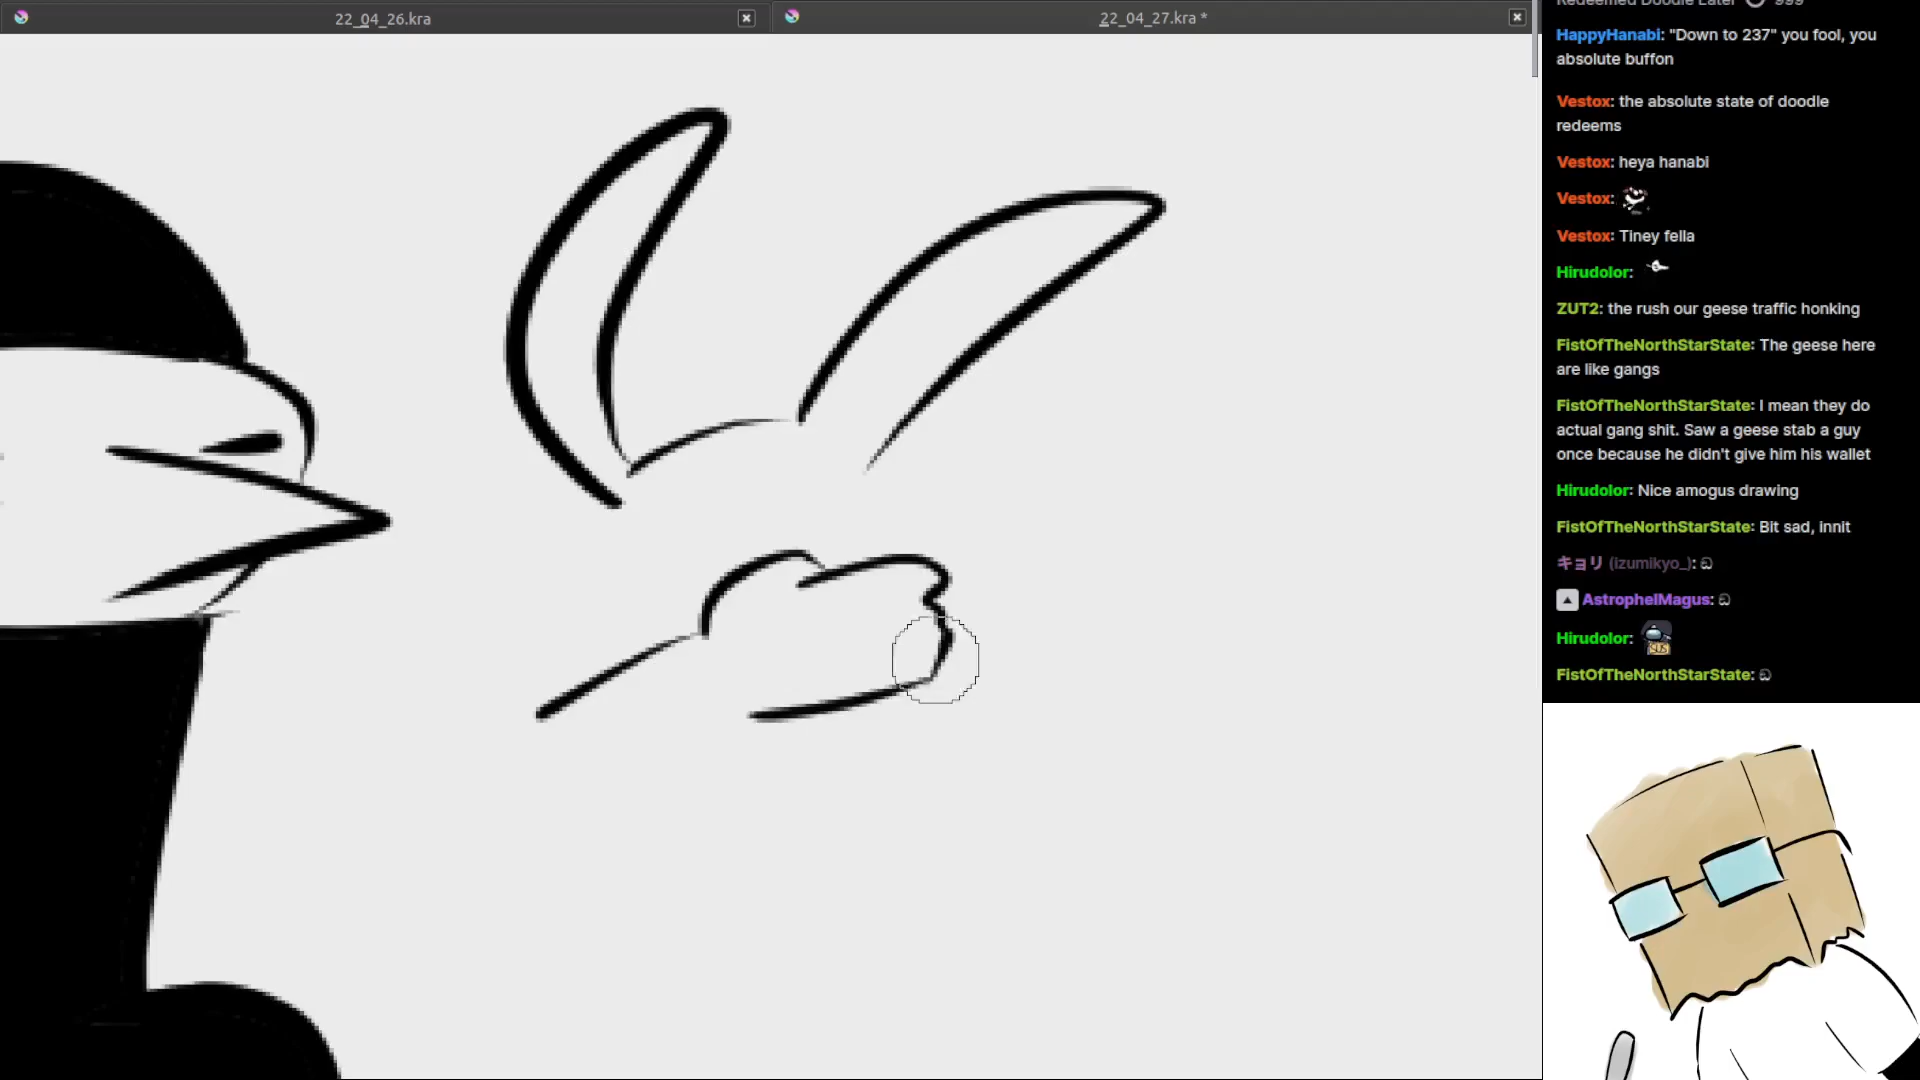 22_04_26.kra
22_04_27.kra *
HappyHanabi: "Down to 237" you fool, you
absolute buffon
Vestox: the absolute state of doodle
redeems
Vestox: heya hanabi
Vestox:
Vestox: Tiney fella
Hirudolor:
ZUT2: the rush our geese traffic honking
FistOfTheNorthStarState: The geese here
are like gangs
FistOfTheNorthStarState: I mean they do
actual gang shit. Saw a geese stab a guy
once because he didn't give him his wallet
Hirudolor: Nice amogus drawing
FistOfTheNorthStarState: Bit sad, innit
キョリ (izumikyo_): ඞ
AstrophelMagus: ඞ
Hirudolor:
FistOfTheNorthStarState: ඞ